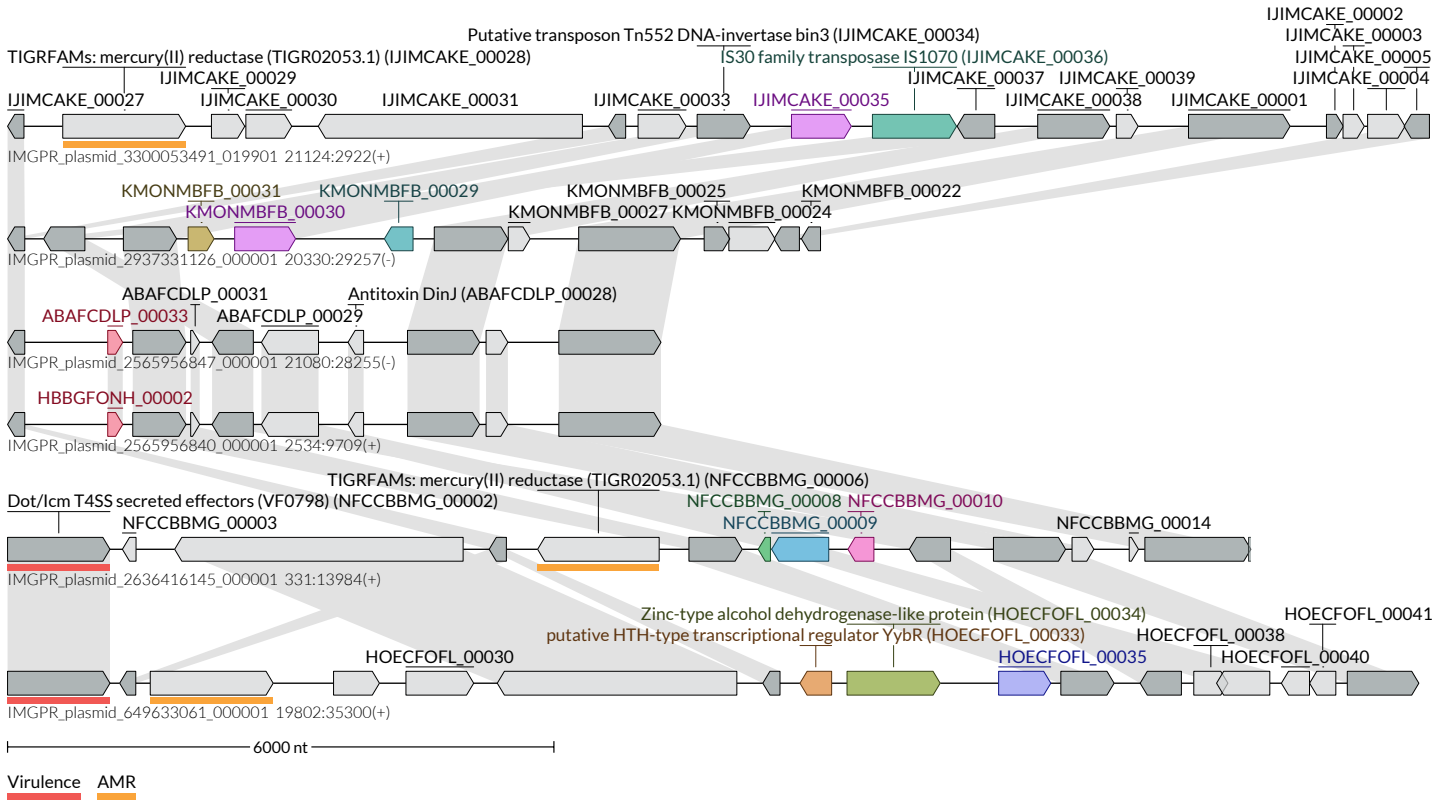 IJIMCAKE_00002
Putative transposon Tn552 DNA-invertase bin3 (IJIMCAKE_00034)
IJIMCAKE_00003
TIGRFAMs: mercury(II) reductase (TIGR02053.1) (IJIMCAKE_00028)
IS30 family transposase IS1070 (IJIMCAKE_00036)
IJIMCAKE_00005
IJIMCAKE_00029
IJIMCAKE_00037
IJIMCAKE_00039
IJIMCAKE_00004
IJIMCAKE_00027
IJIMCAKE_00030
IJIMCAKE_00031
IJIMCAKE_00033
IJIMCAKE_00035
IJIMCAKE_00038
IJIMCAKE_00001
IMGPR_plasmid_3300053491_019901 21124:2922(+)
KMONMBFB_00031
KMONMBFB_00029
KMONMBFB_00025
KMONMBFB_00022
KMONMBFB_00030
KMONMBFB_00027
KMONMBFB_00024
IMGPR_plasmid_2937331126_000001 20330:29257(-)
ABAFCDLP_00031
Antitoxin DinJ (ABAFCDLP_00028)
ABAFCDLP_00033
ABAFCDLP_00029
IMGPR_plasmid_2565956847_000001 21080:28255(-)
HBBGFONH_00002
IMGPR_plasmid_2565956840_000001 2534:9709(+)
TIGRFAMs: mercury(II) reductase (TIGR02053.1) (NFCCBBMG_00006)
Dot/Icm T4SS secreted effectors (VF0798) (NFCCBBMG_00002)
NFCCBBMG_00008
NFCCBBMG_00010
NFCCBBMG_00003
NFCCBBMG_00009
NFCCBBMG_00014
IMGPR_plasmid_2636416145_000001 331:13984(+)
Zinc-type alcohol dehydrogenase-like protein (HOECFOFL_00034)
HOECFOFL_00041
putative HTH-type transcriptional regulator YybR (HOECFOFL_00033)
HOECFOFL_00038
HOECFOFL_00030
HOECFOFL_00035
HOECFOFL_00040
IMGPR_plasmid_649633061_000001 19802:35300(+)
6000 nt
Virulence
AMR